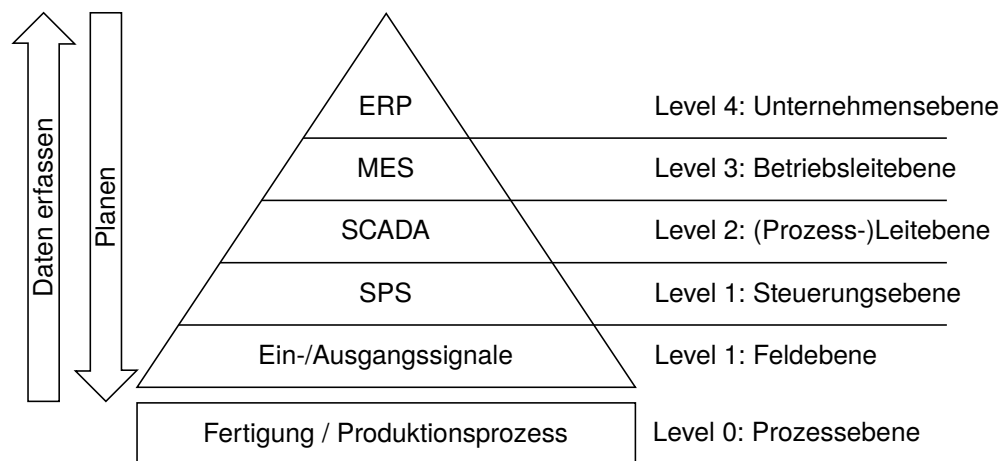 Daten erfassen
Planen
ERP
Level 4: Unternehmensebene
MES
Level 3: Betriebsleitebene
SCADA
Level 2: (Prozess-)Leitebene
SPS
Level 1: Steuerungsebene
Ein-/Ausgangssignale
Level 1: Feldebene
Fertigung / Produktionsprozess
Level 0: Prozessebene